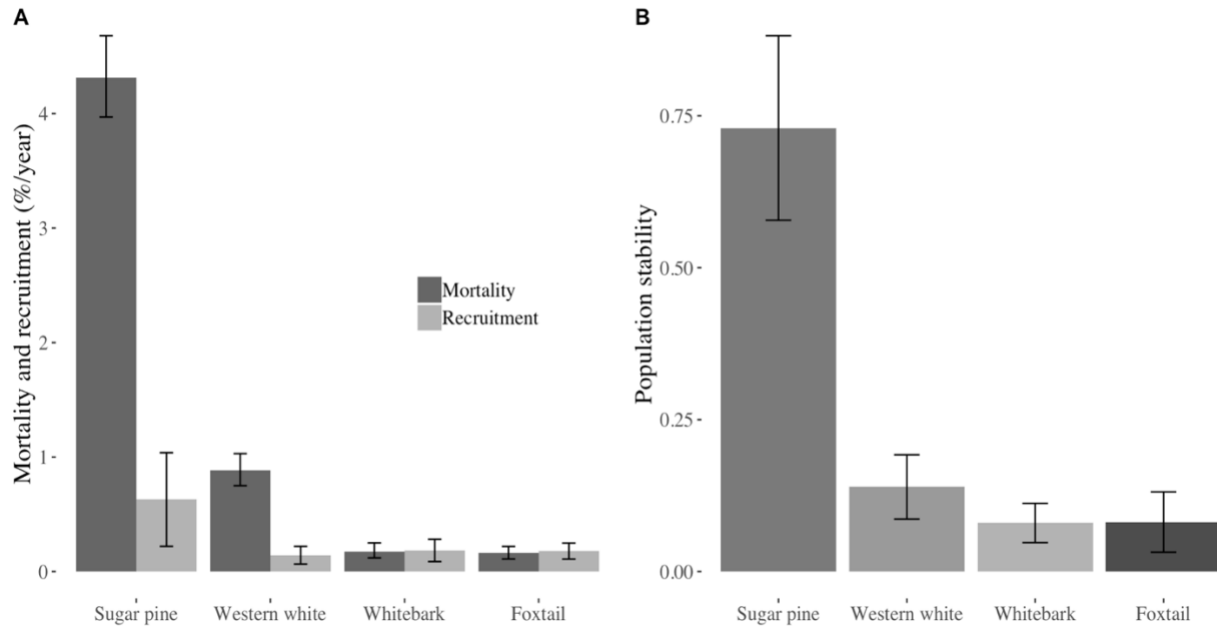 A
Mortality and recruitment (%/year)
4
3
2
1
0
Mortality
Recruitment
Sugar pine
Western white
Whitebark
Foxtail
B
Population stability
0.75
0.50
0.25
0.00
Sugar pine
Western white
Whitebark
Foxtail